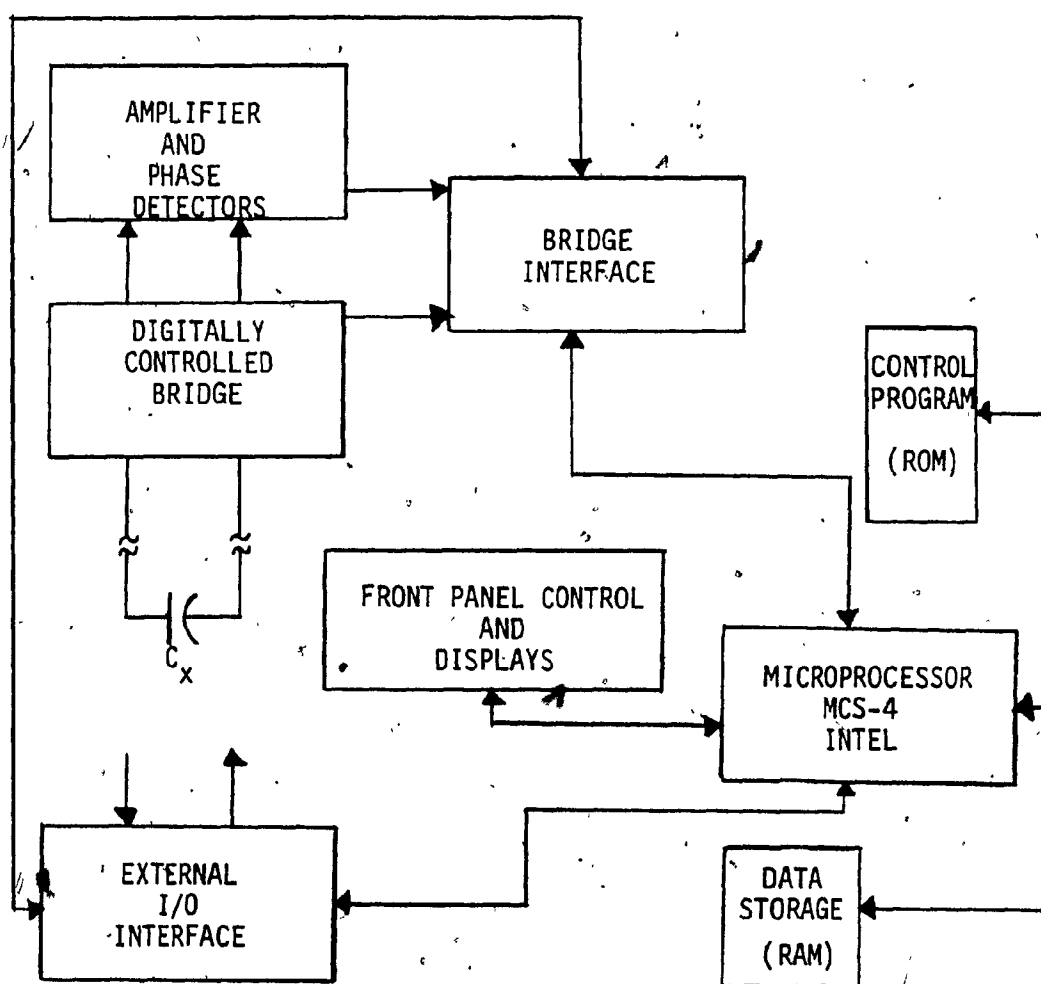 AMPLIFIER
AND
PHASE
DETECTORS
BRIDGE
INTERFACE
DIGITALLY
CONTROLLED
BRIDGE
CONTROL
PROGRAM
(ROM)
Cx
FRONT PANEL CONTROL
AND
DISPLAYS
MICROPROCESSOR
MCS-4
INTEL
EXTERNAL
I/O
INTERFACE
DATA
STORAGE
(RAM)